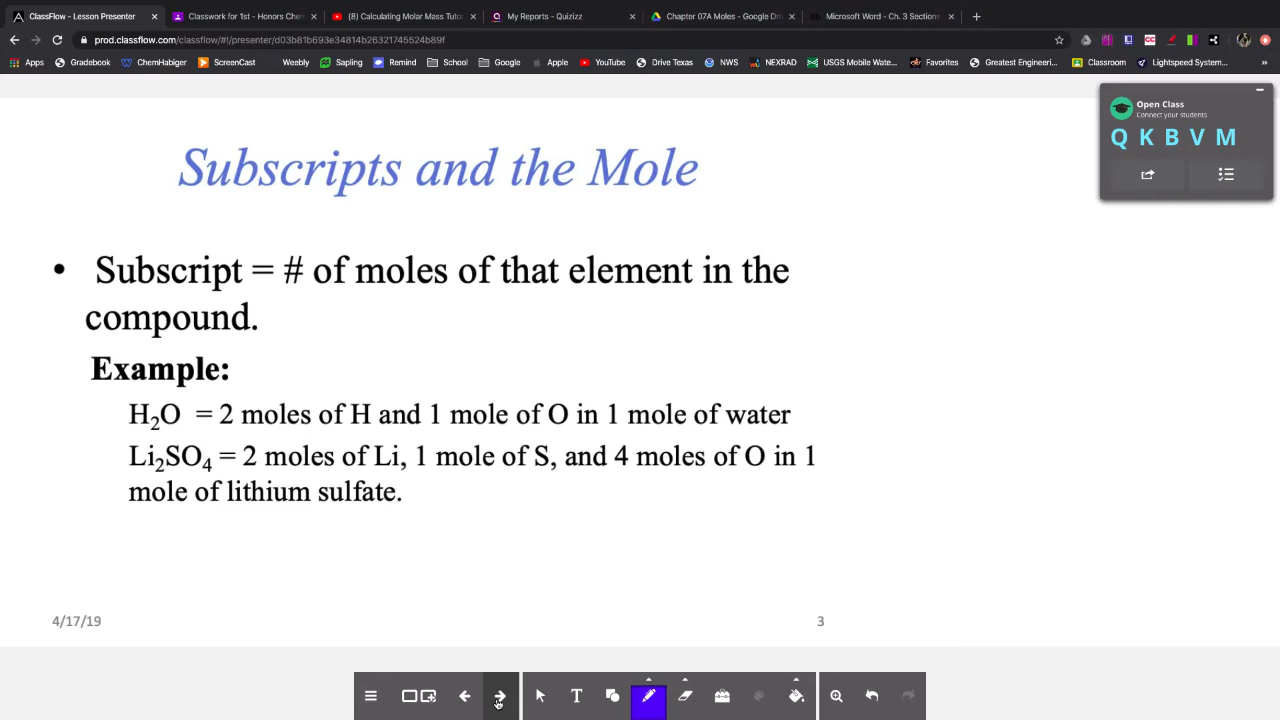 ClassFlow - Lesson Presenter
Classwork for 1st - Honors Chem
(8) Calculating Molar Mass Tutor
My Reports - Quizizz
Chapter 07A Moles - Google Dri
Microsoft Word - Ch. 3 Sections
prod.classflow.com/classflow/#!/presenter/d03b81b693e34814b26321745524b89f
Apps Gradebook ChemHabiger ScreenCast Weebly Sapling Remind School Google Apple YouTube Drive Texas NWS NEXRAD USGS Mobile Wate... Favorites Greatest Engineeri... Classroom Lightspeed System...
Open Class
Connect your students
Q K B V M
Subscripts and the Mole
• Subscript = # of moles of that element in the
compound.
Example:
H₂O = 2 moles of H and 1 mole of O in 1 mole of water
Li₂SO₄ = 2 moles of Li, 1 mole of S, and 4 moles of O in 1
mole of lithium sulfate.
4/17/19
3
T